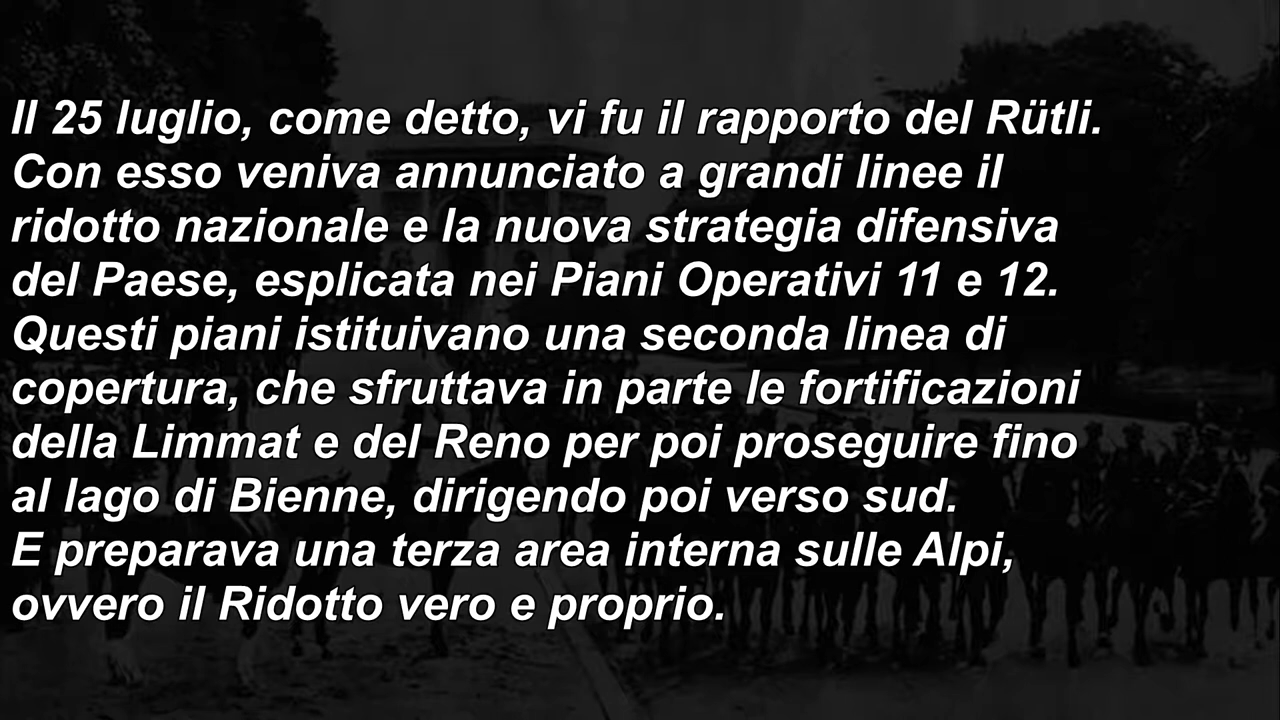 Il 25 luglio, come detto, vi fu il rapporto del Rütli.
Con esso veniva annunciato a grandi linee il
ridotto nazionale e la nuova strategia difensiva
del Paese, esplicata nei Piani Operativi 11 e 12.
Questi piani istituivano una seconda linea di
copertura, che sfruttava in parte le fortificazioni
della Limmat e del Reno per poi proseguire fino
al lago di Bienne, dirigendo poi verso sud.
E preparava una terza area interna sulle Alpi,
ovvero il Ridotto vero e proprio.